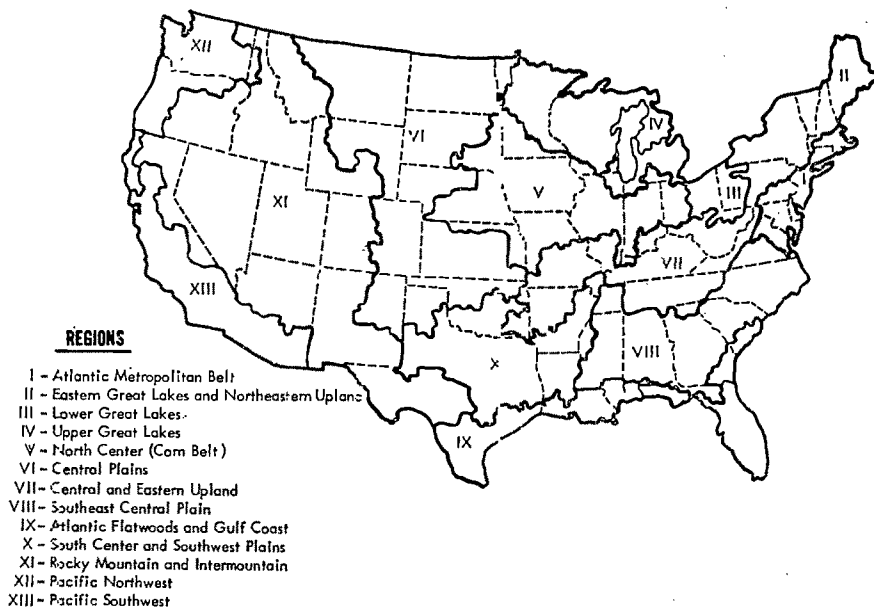 XII
II
IV
VI
V
III
XI
VII
XIII
VIII
X
IX
REGIONS
I - Atlantic Metropolitan Belt
II - Eastern Great Lakes and Northeastern Upland
III - Lower Great Lakes
IV - Upper Great Lakes
V - North Center (Corn Belt)
VI - Central Plains
VII - Central and Eastern Upland
VIII - Southeast Central Plain
IX - Atlantic Flatwoods and Gulf Coast
X - South Center and Southwest Plains
XI - Rocky Mountain and Intermountain
XII - Pacific Northwest
XIII - Pacific Southwest